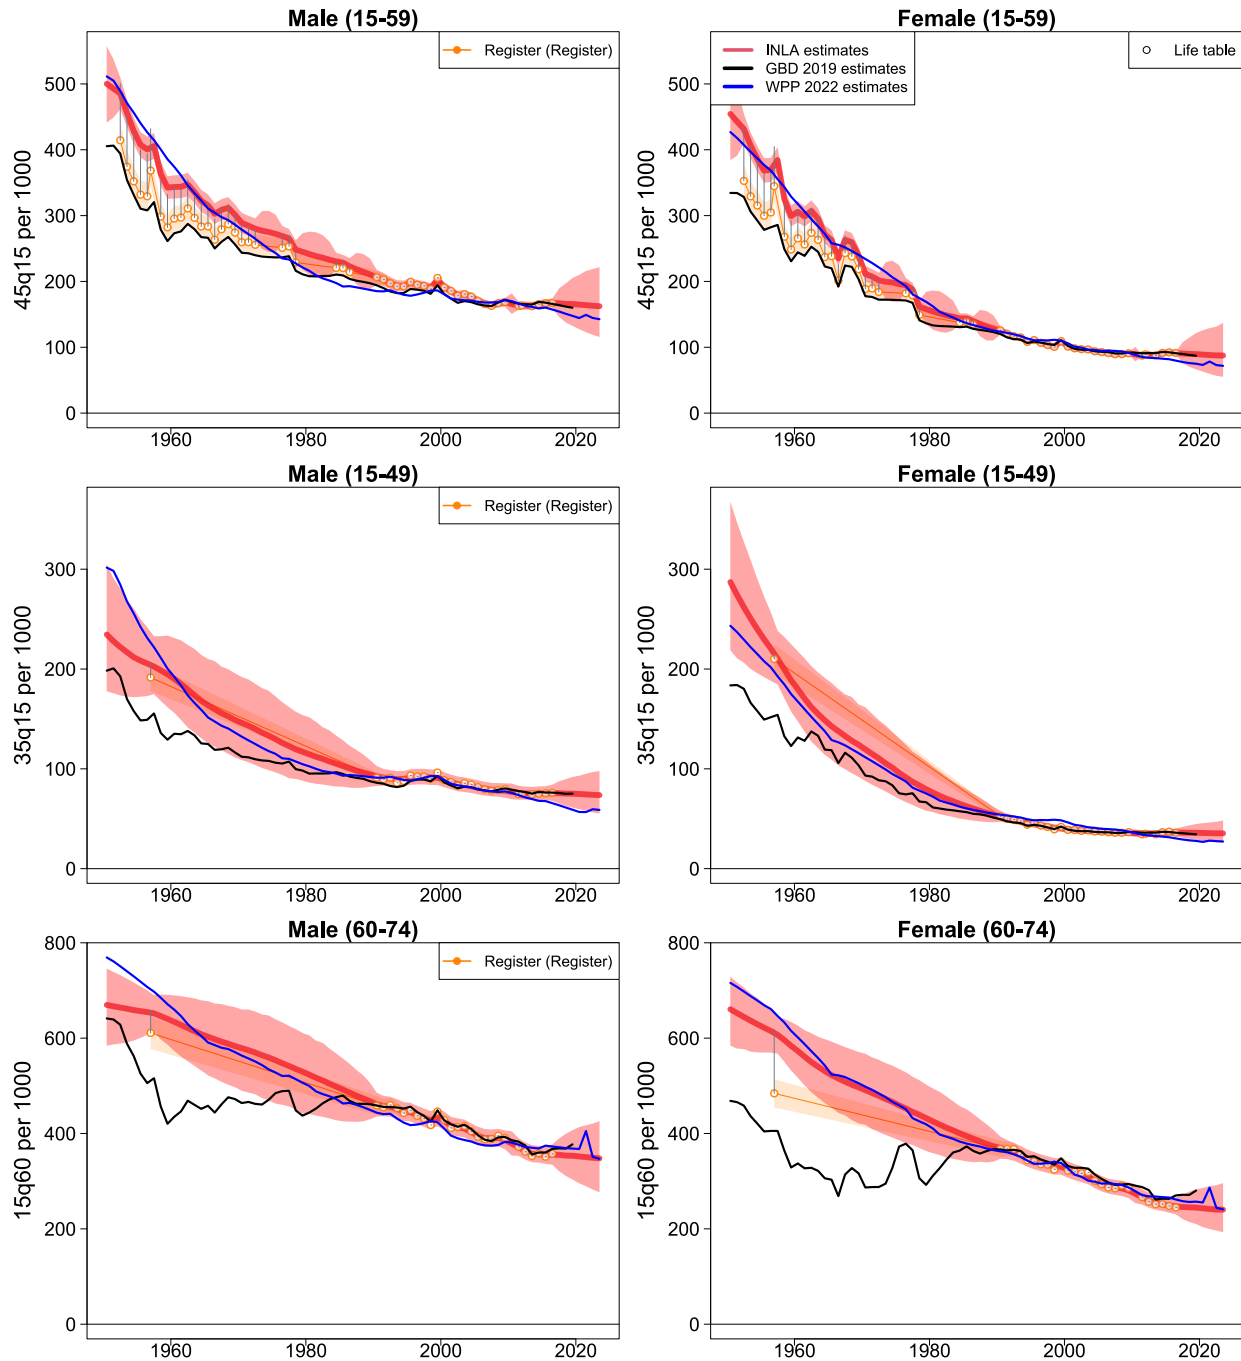 Male (15-59)
Female (15-59)
Register (Register)
INLA estimates
GBD 2019 estimates
WPP 2022 estimates
Life table
45q15 per 1000
500
400
300
200
100
0
1960
1980
2000
2020
45q15 per 1000
500
400
300
200
100
0
1960
1980
2000
2020
Male (15-49)
Female (15-49)
Register (Register)
35q15 per 1000
300
200
100
0
1960
1980
2000
2020
35q15 per 1000
300
200
100
0
1960
1980
2000
2020
Male (60-74)
Female (60-74)
Register (Register)
15q60 per 1000
800
600
400
200
0
1960
1980
2000
2020
15q60 per 1000
800
600
400
200
0
1960
1980
2000
2020